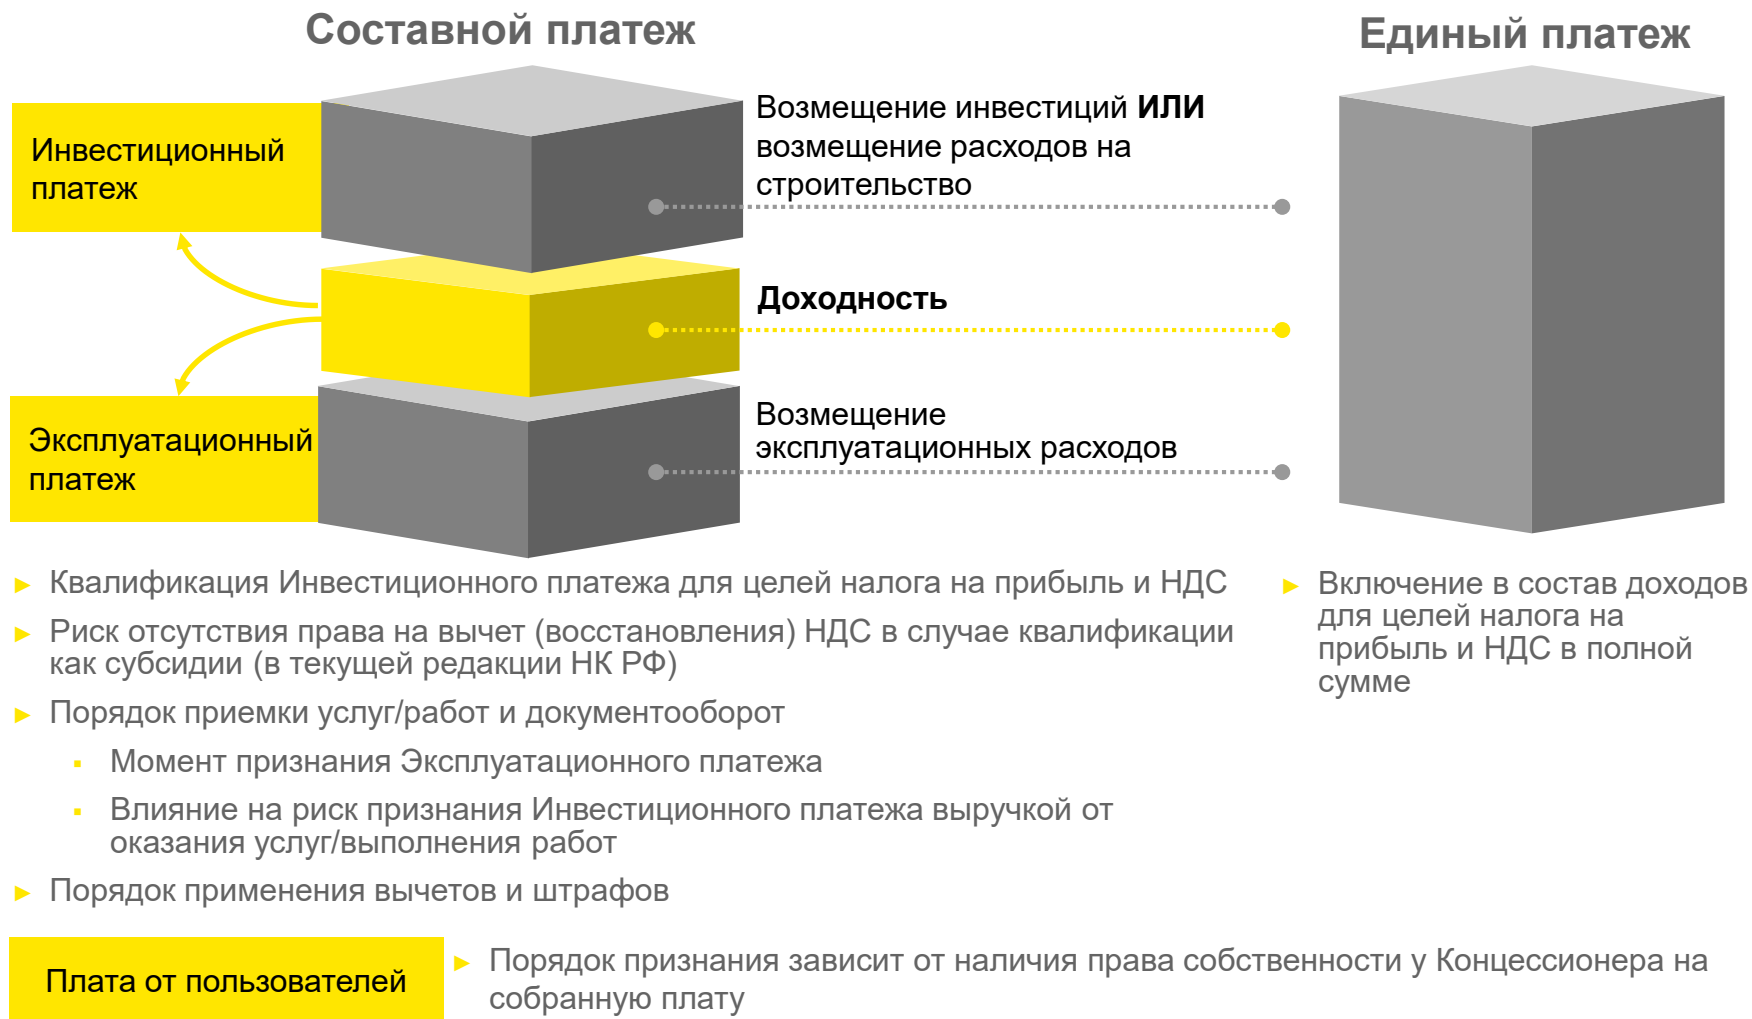 Составной платеж
Единый платеж
Инвестиционный
платеж
Возмещение инвестиций ИЛИ
возмещение расходов на
строительство
Доходность
Эксплуатационный
платеж
Возмещение
эксплуатационных расходов
► Квалификация Инвестиционного платежа для целей налога на прибыль и НДС
► Риск отсутствия права на вычет (восстановления) НДС в случае квалификации
как субсидии (в текущей редакции НК РФ)
► Порядок приемки услуг/работ и документооборот
▪ Момент признания Эксплуатационного платежа
▪ Влияние на риск признания Инвестиционного платежа выручкой от
оказания услуг/выполнения работ
► Порядок применения вычетов и штрафов
► Включение в состав доходов
для целей налога на
прибыль и НДС в полной
сумме
Плата от пользователей
► Порядок признания зависит от наличия права собственности у Концессионера на
собранную плату